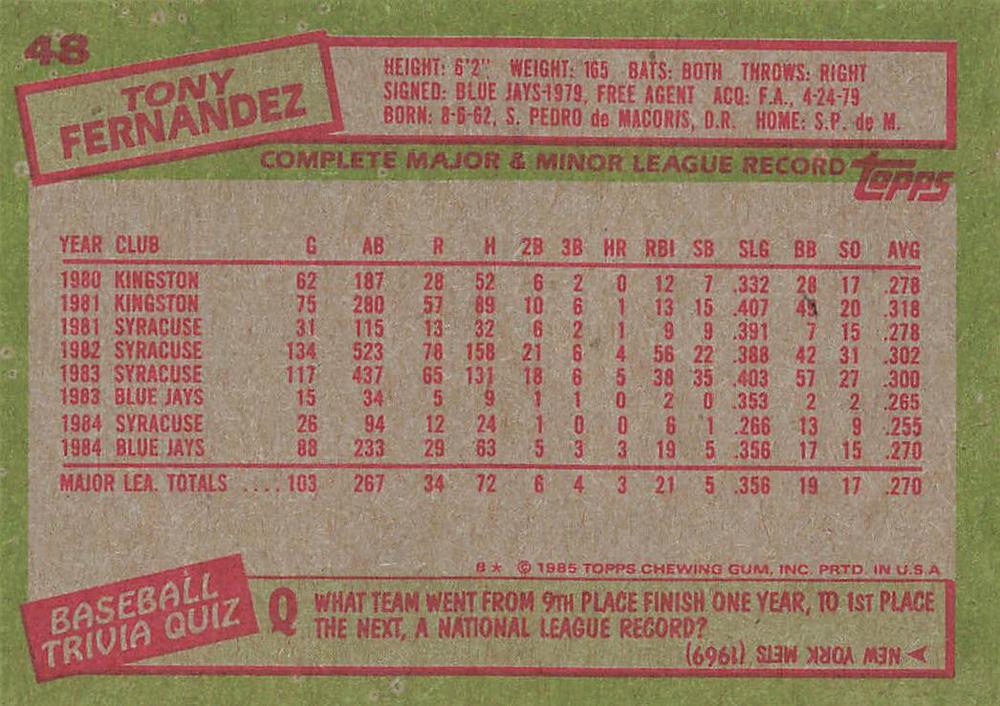 48
TONY
FERNANDEZ
HEIGHT: 6'2" WEIGHT: 165 BATS: BOTH THROWS: RIGHT
SIGNED: BLUE JAYS-1979, FREE AGENT ACQ: F.A., 4-24-79
BORN: 8-6-62, S. PEDRO de MACORIS, D.R. HOME: S.P. de M.
COMPLETE MAJOR & MINOR LEAGUE RECORD Topps
YEAR CLUB G AB R H 2B 3B HR RBI SB SLG BB SO AVG
1980 KINGSTON 62 187 28 52 6 2 0 12 7 .332 28 17 .278
1981 KINGSTON 75 280 57 89 10 6 1 13 15 .407 49 20 .318
1981 SYRACUSE 31 115 13 32 6 2 1 9 9 .391 7 15 .278
1982 SYRACUSE 134 523 78 158 21 6 4 56 22 .388 42 31 .302
1983 SYRACUSE 117 437 65 131 18 6 5 38 35 .403 57 27 .300
1983 BLUE JAYS 15 34 5 9 1 1 0 2 0 .353 2 2 .265
1984 SYRACUSE 26 94 12 24 1 0 0 6 1 .266 13 9 .255
1984 BLUE JAYS 88 233 29 63 5 3 3 19 5 .356 17 15 .270
MAJOR LEA. TOTALS .... 103 267 34 72 6 4 3 21 5 .356 19 17 .270
B★ © 1985 TOPPS CHEWING GUM, INC. PRTD. IN U.S.A
BASEBALL
TRIVIA QUIZ
Q WHAT TEAM WENT FROM 9TH PLACE FINISH ONE YEAR, TO 1ST PLACE
THE NEXT, A NATIONAL LEAGUE RECORD?
➤ NEW YORK METS (1969)